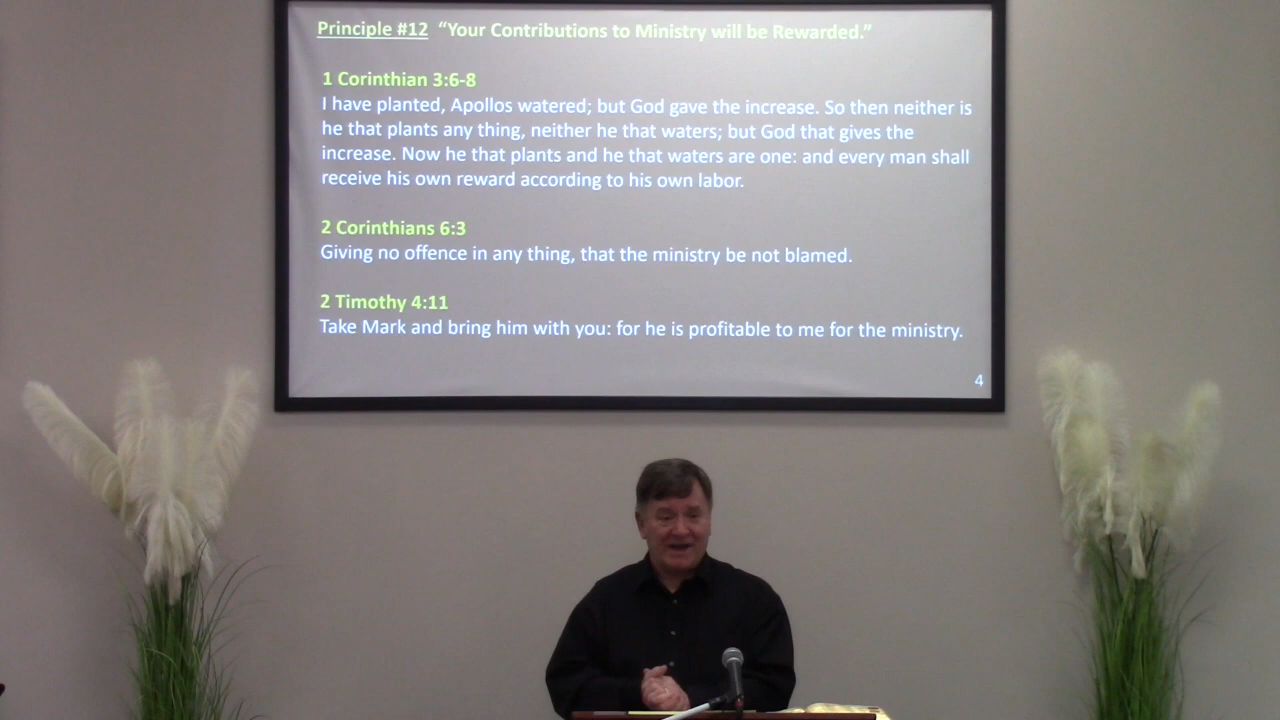 Principle #12 “Your Contributions to Ministry will be Rewarded.”
1 Corinthian 3:6-8
I have planted, Apollos watered; but God gave the increase. So then neither is
he that plants any thing, neither he that waters; but God that gives the
increase. Now he that plants and he that waters are one: and every man shall
receive his own reward according to his own labor.
2 Corinthians 6:3
Giving no offence in any thing, that the ministry be not blamed.
2 Timothy 4:11
Take Mark and bring him with you: for he is profitable to me for the ministry.
4